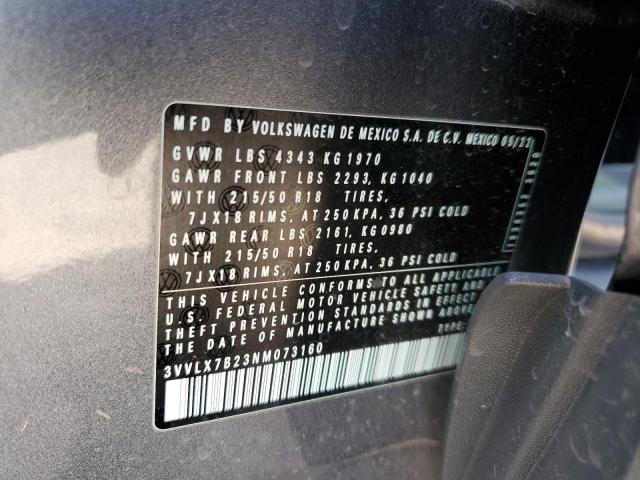 MFD BY VOLKSWAGEN DE MEXICO S.A. DE C.V. MEXICO 05/22
GVWR LBS 4343 KG 1970
GAWR FRONT LBS 2293, KG 1040
WITH 215/50 R18 TIRES,
7JX18 RIMS, AT 250 KPA, 36 PSI COLD
GAWR REAR LBS 2161, KG 0980
WITH 215/50 R18 TIRES,
7JX18 RIMS, AT 250 KPA, 36 PSI COLD
THIS VEHICLE CONFORMS TO ALL APPLICABLE
U.S. FEDERAL MOTOR VEHICLE SAFETY AND
THEFT PREVENTION STANDARDS IN EFFECT
THE DATE OF MANUFACTURE SHOWN ABOVE
3VVLX7B23NM073160 TYPE: